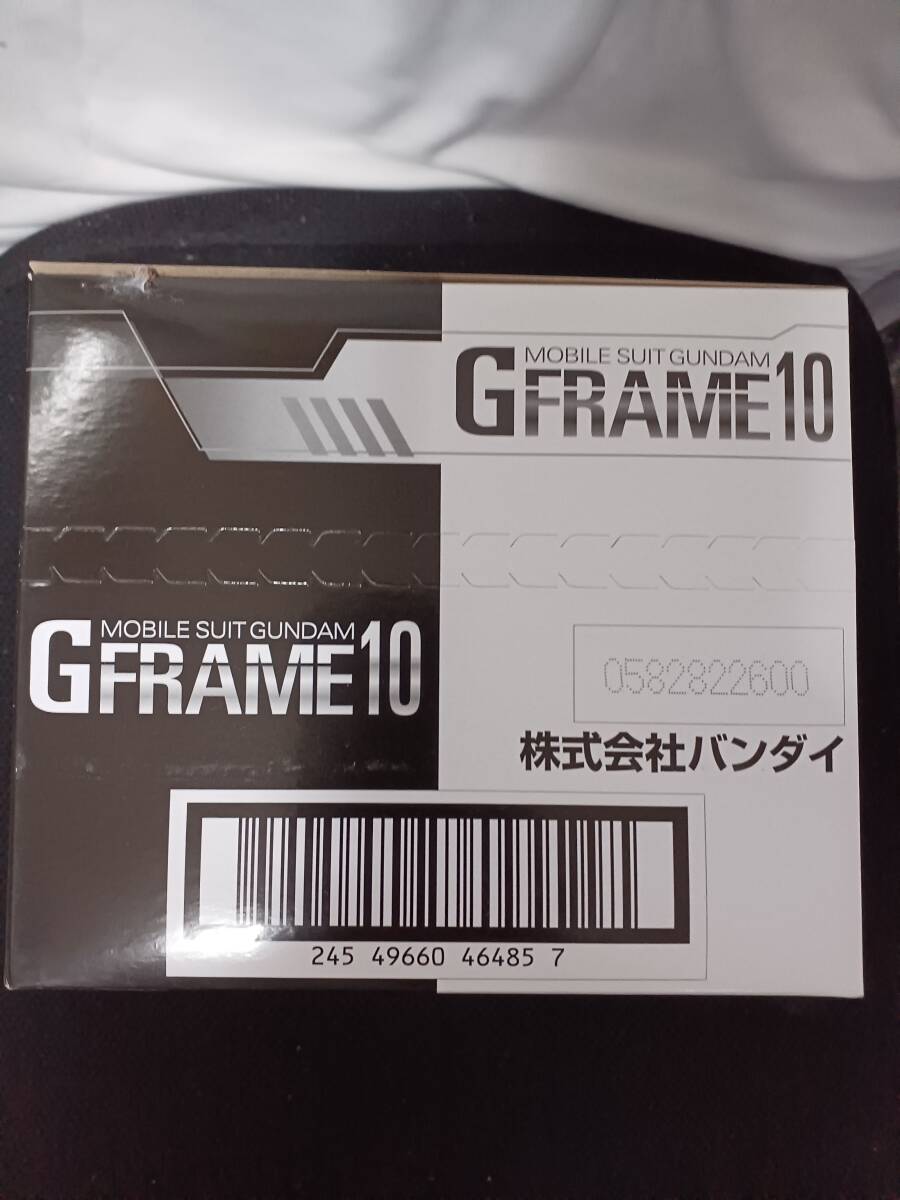 MOBILE SUIT GUNDAM
GFRAME10
MOBILE SUIT GUNDAM
GFRAME10
0582822600
株式会社バンダイ
245 49660 46485 7